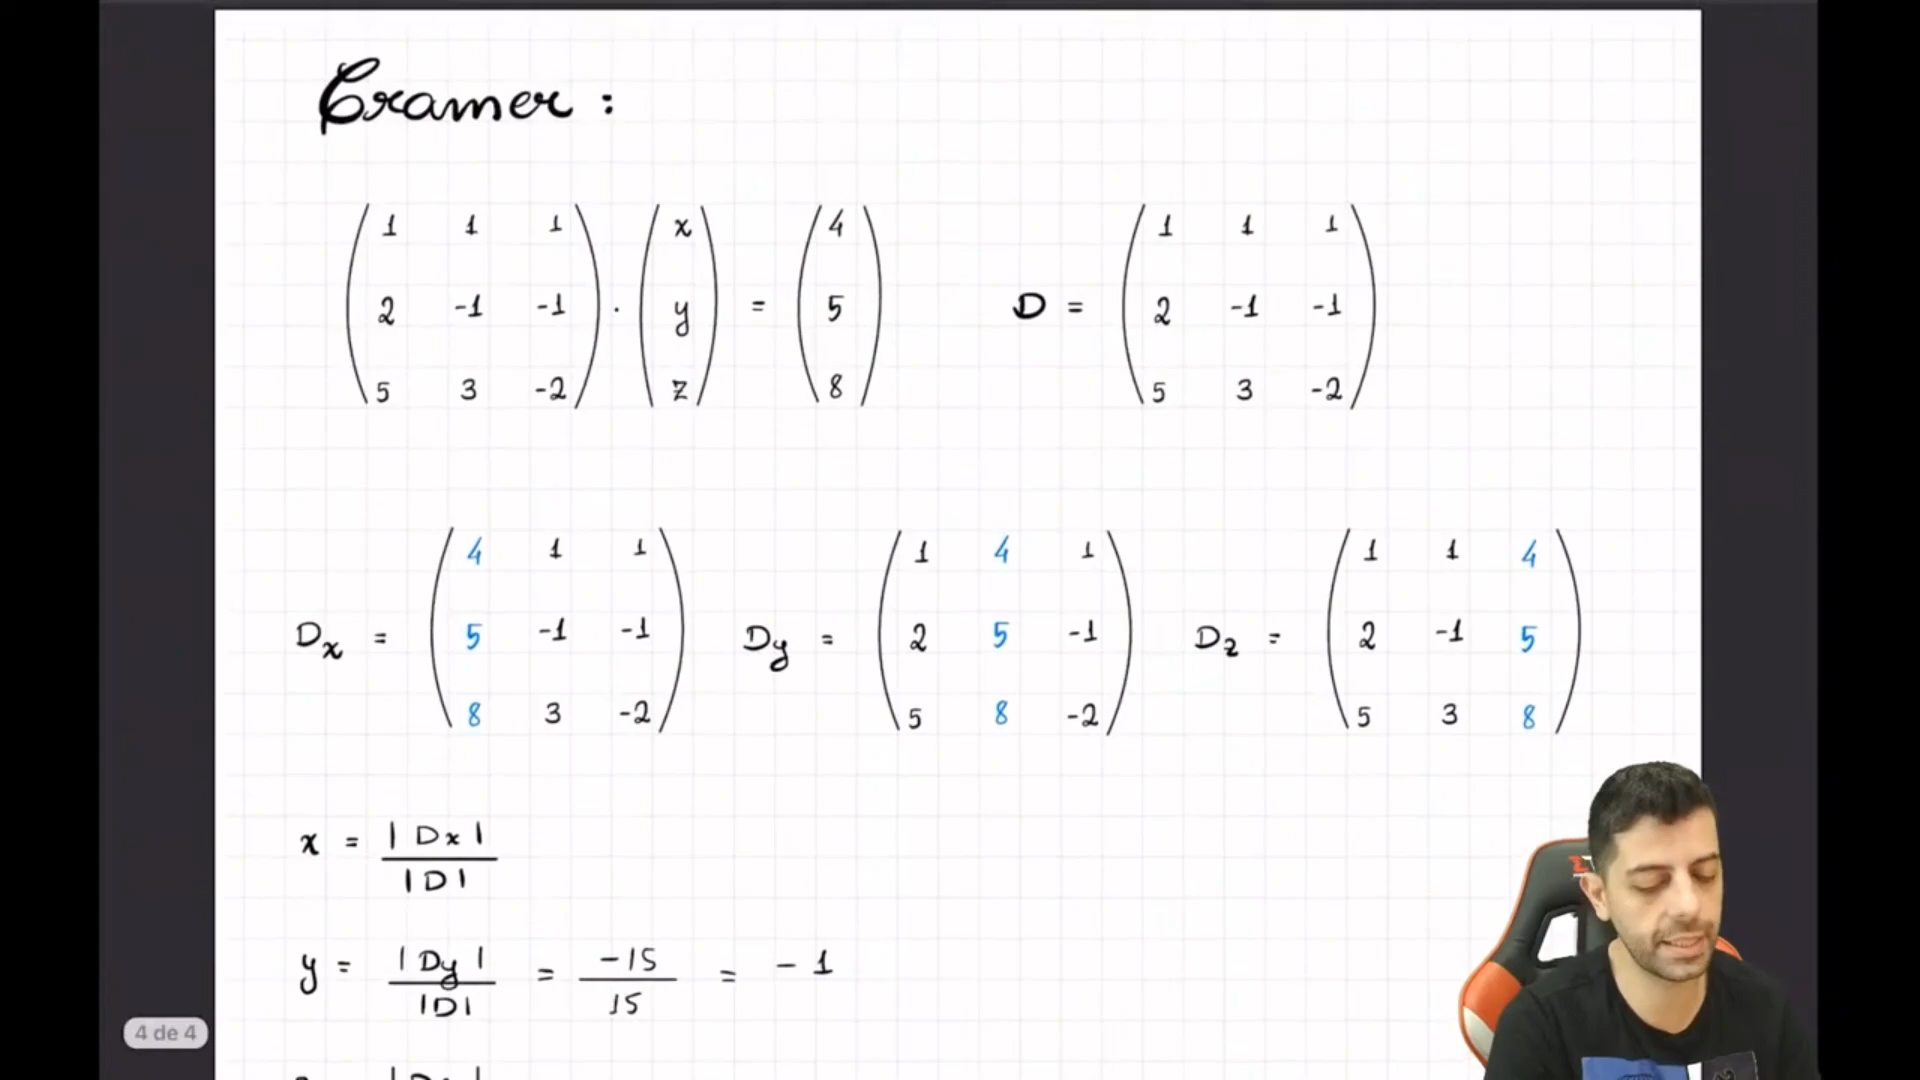 Cramer :
( 1 1 1 ) ( x ) ( 4 ) ( 1 1 1 )
( 2 -1 -1 ) · ( y ) = ( 5 ) D = ( 2 -1 -1 )
( 5 3 -2 ) ( z ) ( 8 ) ( 5 3 -2 )
( 4 1 1 ) ( 1 4 1 ) ( 1 1 4 )
Dx = ( 5 -1 -1 ) Dy = ( 2 5 -1 ) Dz = ( 2 -1 5 )
( 8 3 -2 ) ( 5 8 -2 ) ( 5 3 8 )
x = |Dx| / |D|
y = |Dy| / |D| = -15 / 15 = -1
4 de 4